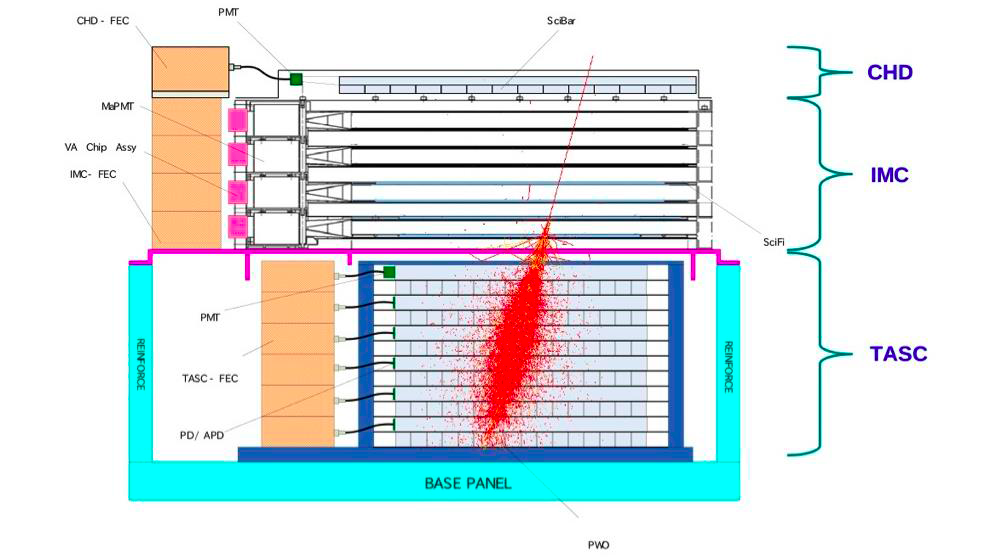 CHD - FEC
PMT
SciBar
CHD
MaPMT
VA Chip Assy
IMC- FEC
IMC
SciFi
PMT
REINFORCE
REINFORCE
TASC
TASC - FEC
PD/ APD
BASE PANEL
PWO